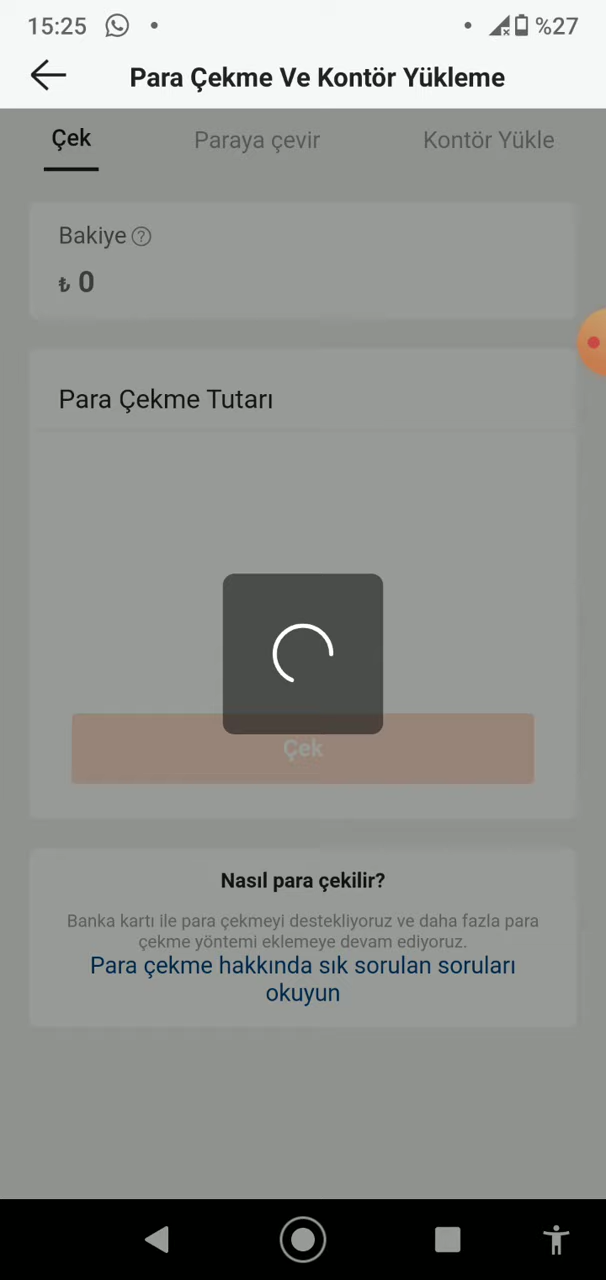 15:25
%27
Para Çekme Ve Kontör Yükleme
Çek
Paraya çevir
Kontör Yükle
Bakiye ?
₺ 0
Para Çekme Tutarı
Çek
Nasıl para çekilir?
Banka kartı ile para çekmeyi destekliyoruz ve daha fazla para
çekme yöntemi eklemeye devam ediyoruz.
Para çekme hakkında sık sorulan soruları
okuyun